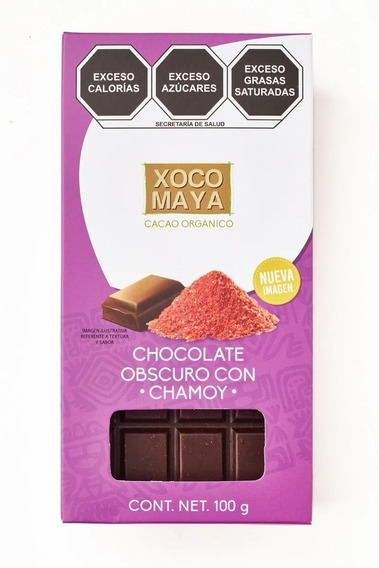 EXCESO
CALORÍAS
EXCESO
AZÚCARES
EXCESO
GRASAS
SATURADAS
SECRETARÍA DE SALUD
XOCO
MAYA
CACAO ORGÁNICO
NUEVA
IMAGEN
IMAGEN ILUSTRATIVA
REFERENTE A TEXTURA
Y SABOR
CHOCOLATE
OBSCURO CON
• CHAMOY •
CONT. NET. 100 g